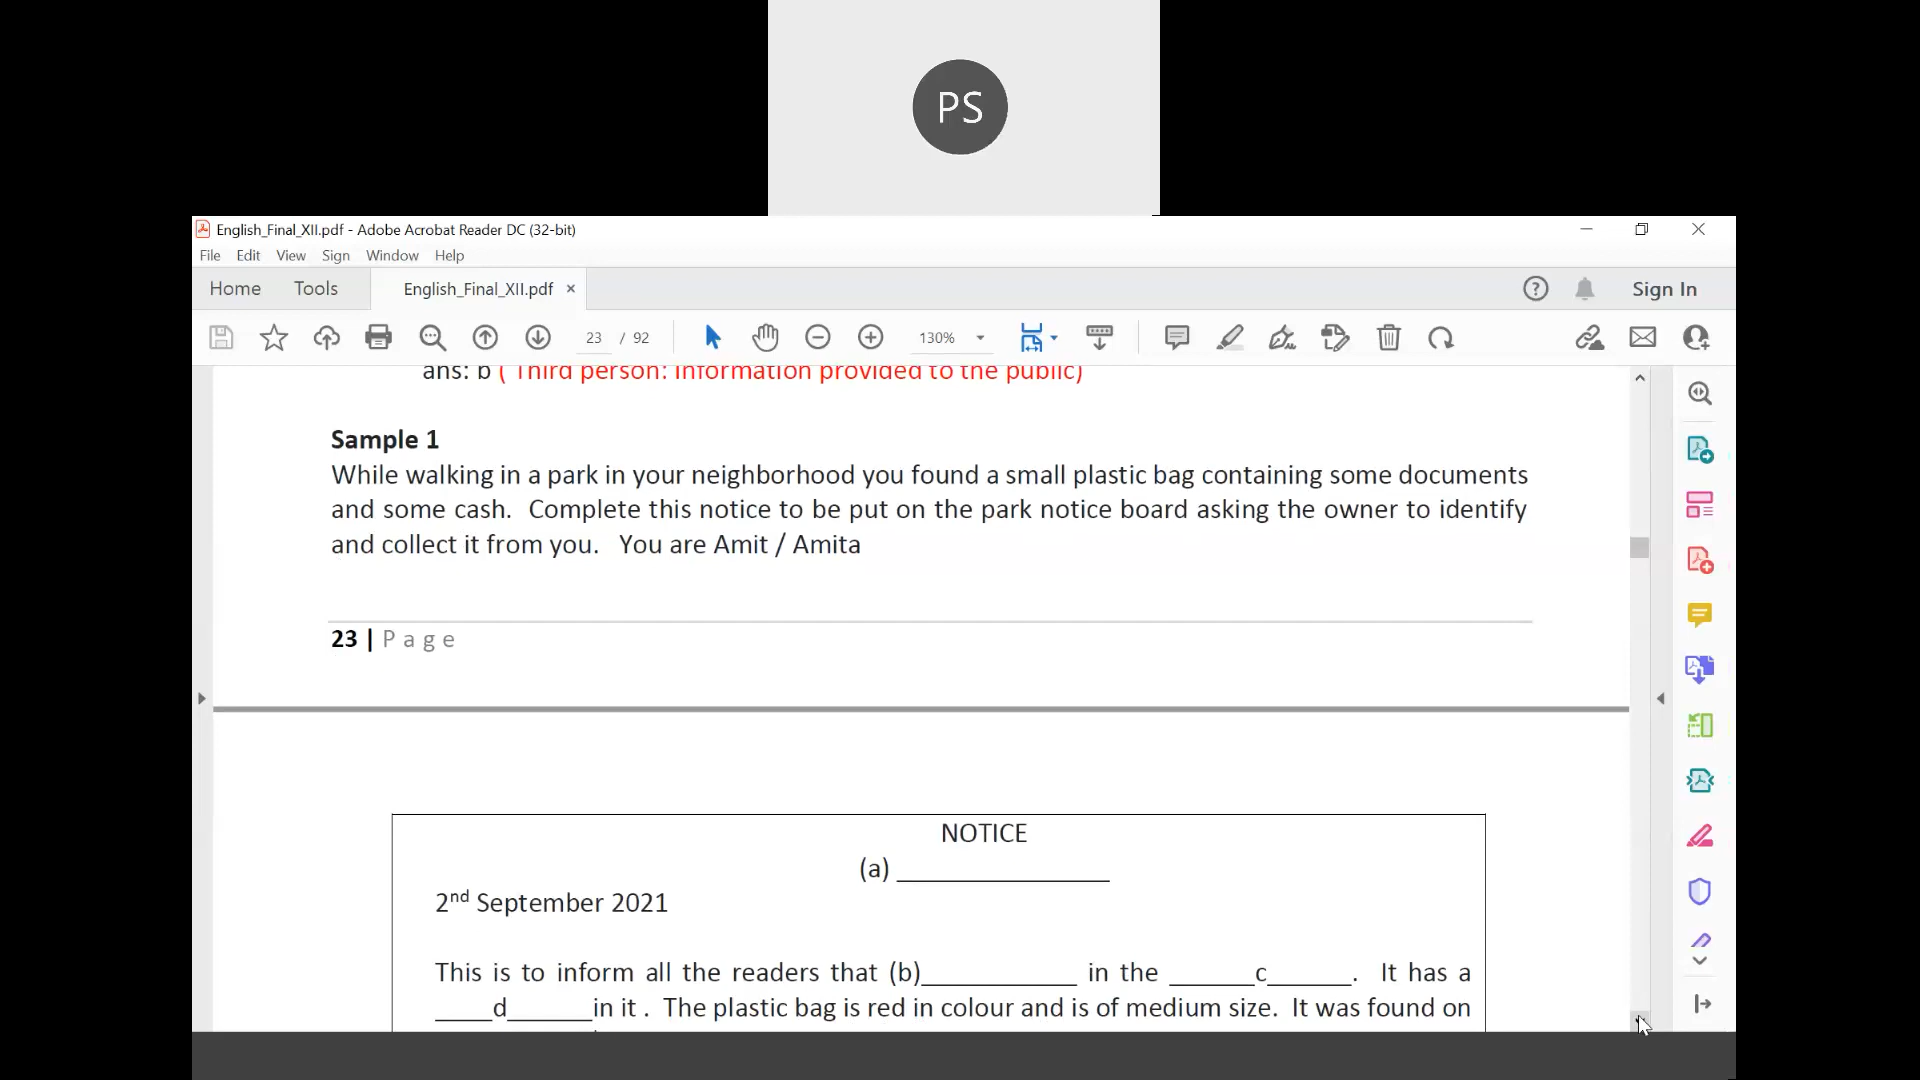 PS
English_Final_XII.pdf - Adobe Acrobat Reader DC (32-bit)
File Edit View Sign Window Help
Home Tools English_Final_XII.pdf × Sign In
23 / 92 130%
ans: b ( Third person: Information provided to the public)
Sample 1
While walking in a park in your neighborhood you found a small plastic bag containing some documents
and some cash. Complete this notice to be put on the park notice board asking the owner to identify
and collect it from you. You are Amit / Amita
23 | Page
NOTICE
(a) _______________
2nd September 2021
This is to inform all the readers that (b)___________ in the ______c______. It has a
____d______in it . The plastic bag is red in colour and is of medium size. It was found on